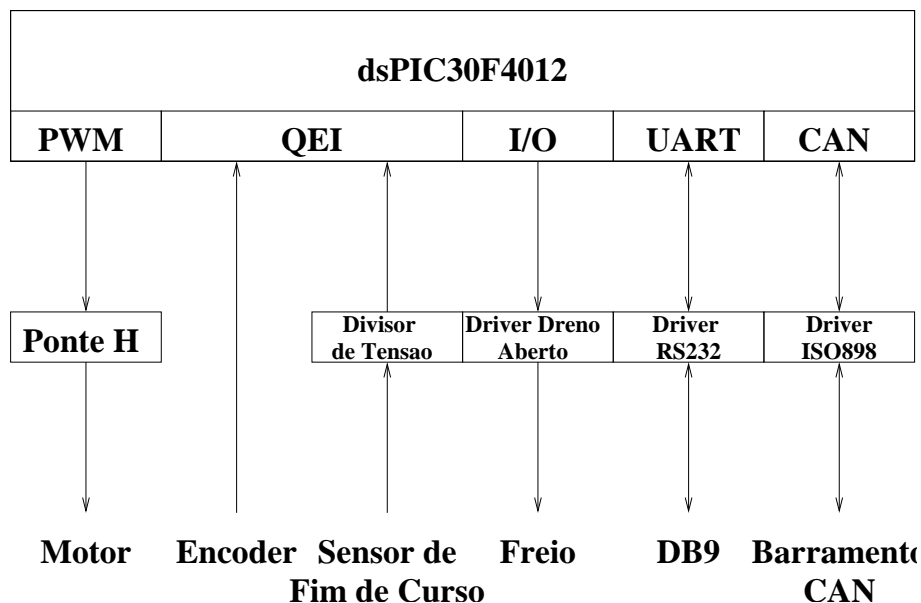 dsPIC30F4012
PWM
QEI
I/O
UART
CAN
Ponte H
Divisor
de Tensao
Driver Dreno
Aberto
Driver
RS232
Driver
ISO898
Motor
Encoder
Sensor de
Fim de Curso
Freio
DB9
Barramento
CAN